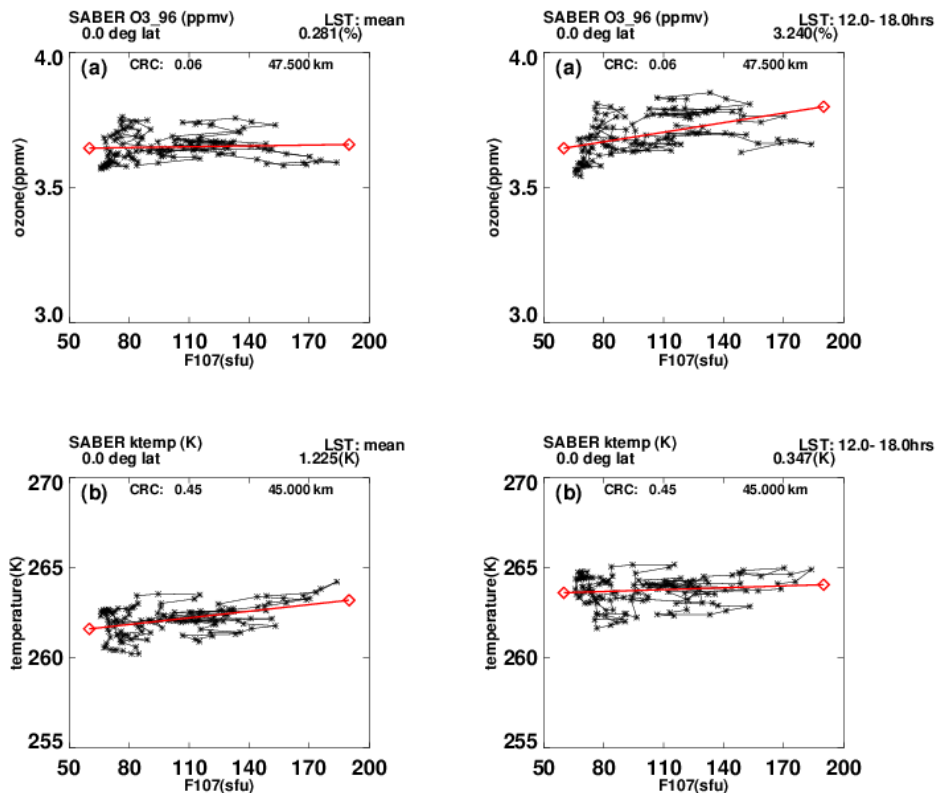 SABER O3_96 (ppmv) LST: mean
0.0 deg lat 0.281(%)
4.0
(a) CRC: 0.06 47.500 km
ozone(ppmv)
3.5
3.0
50 80 110 140 170 200
F107(sfu)
SABER O3_96 (ppmv) LST: 12.0- 18.0hrs
0.0 deg lat 3.240(%)
4.0
(a) CRC: 0.06 47.500 km
ozone(ppmv)
3.5
3.0
50 80 110 140 170 200
F107(sfu)
SABER ktemp (K) LST: mean
0.0 deg lat 1.225(K)
270
(b) CRC: 0.45 45.000 km
265
temperature(K)
260
255
50 80 110 140 170 200
F107(sfu)
SABER ktemp (K) LST: 12.0- 18.0hrs
0.0 deg lat 0.347(K)
270
(b) CRC: 0.45 45.000 km
265
temperature(K)
260
255
50 80 110 140 170 200
F107(sfu)